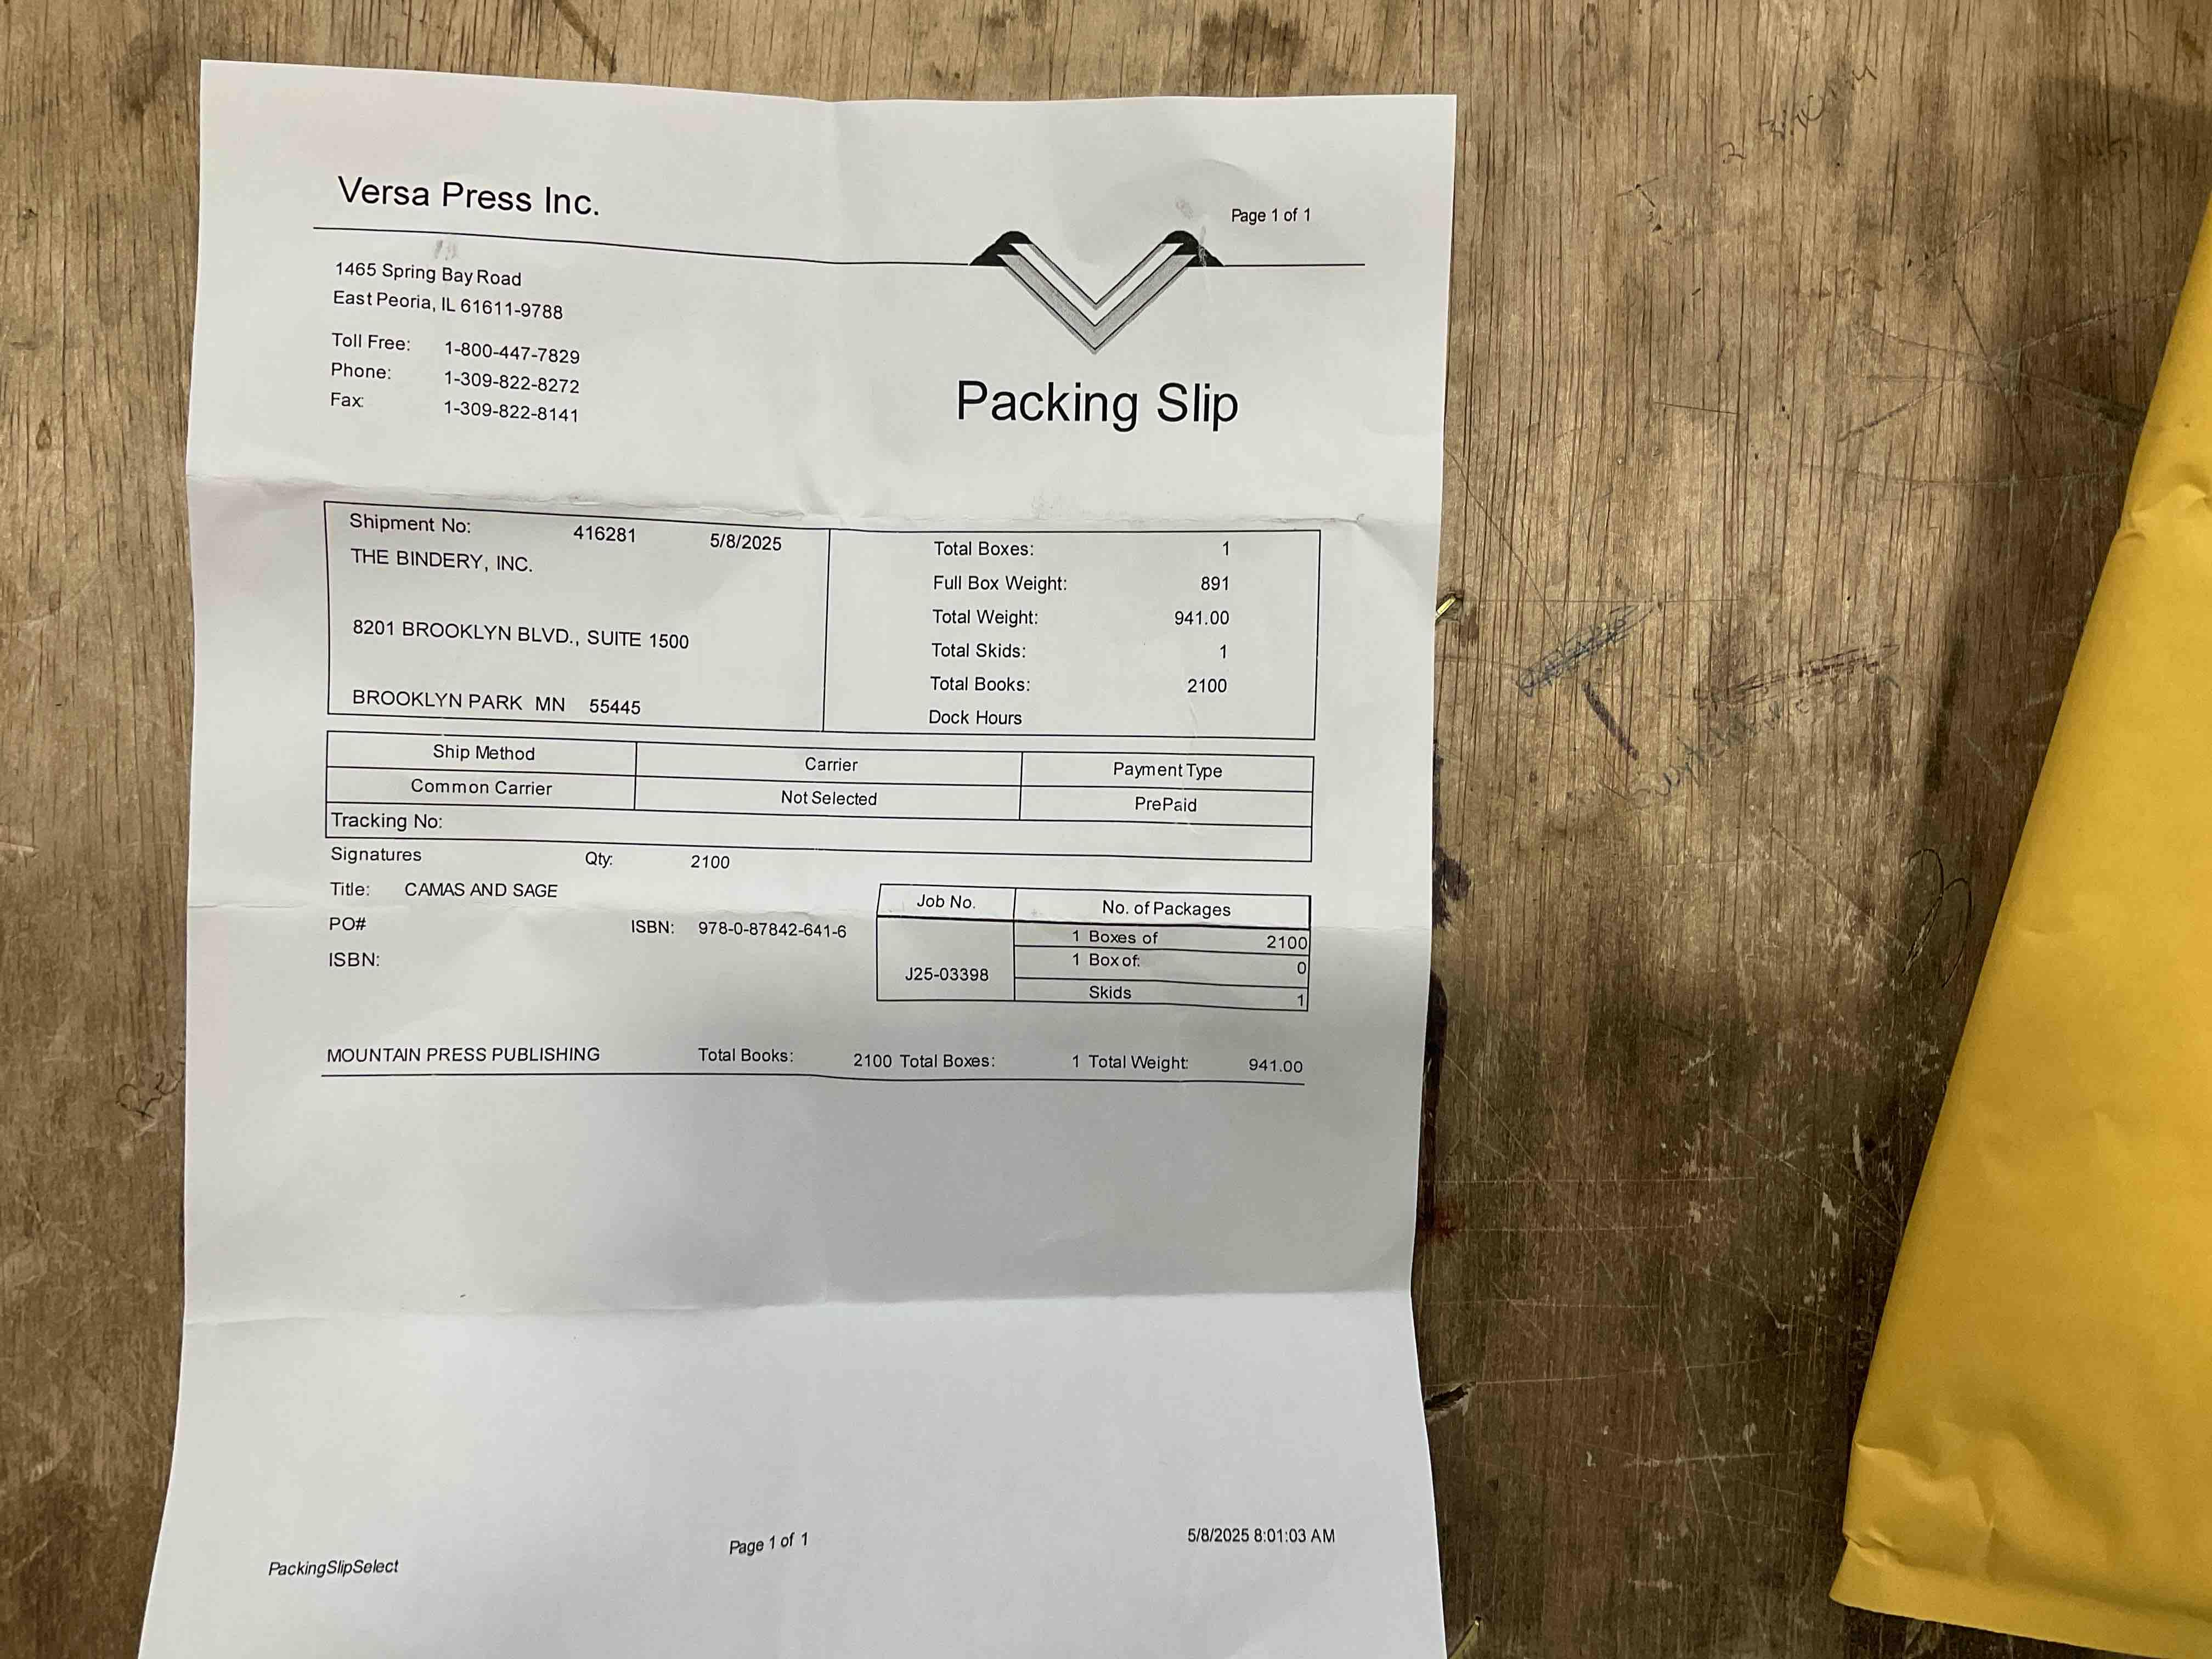 Versa Press Inc.
Page 1 of 1
1465 Spring Bay Road
East Peoria, IL 61611-9788
Toll Free: 1-800-447-7829
Phone: 1-309-822-8272
Fax: 1-309-822-8141
Packing Slip
Shipment No: 416281 5/8/2025
THE BINDERY, INC.
8201 BROOKLYN BLVD., SUITE 1500
BROOKLYN PARK MN 55445
Total Boxes: 1
Full Box Weight: 891
Total Weight: 941.00
Total Skids: 1
Total Books: 2100
Dock Hours
Ship Method Carrier Payment Type
Common Carrier Not Selected PrePaid
Tracking No:
Signatures Qty: 2100
Title: CAMAS AND SAGE
PO# ISBN: 978-0-87842-641-6
ISBN:
Job No. No. of Packages
J25-03398
1 Boxes of 2100
1 Box of: 0
Skids 1
MOUNTAIN PRESS PUBLISHING Total Books: 2100 Total Boxes: 1 Total Weight: 941.00
PackingSlipSelect Page 1 of 1 5/8/2025 8:01:03 AM